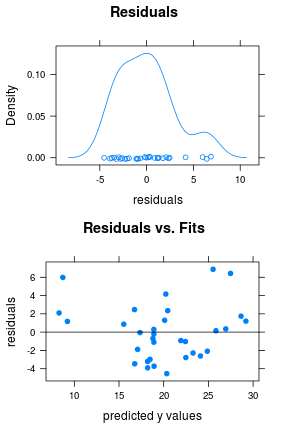 Residuals
Density
0.10
0.05
0.00
-5 0 5 10
residuals
Residuals vs. Fits
residuals
6
4
2
0
-2
-4
10 15 20 25 30
predicted y values